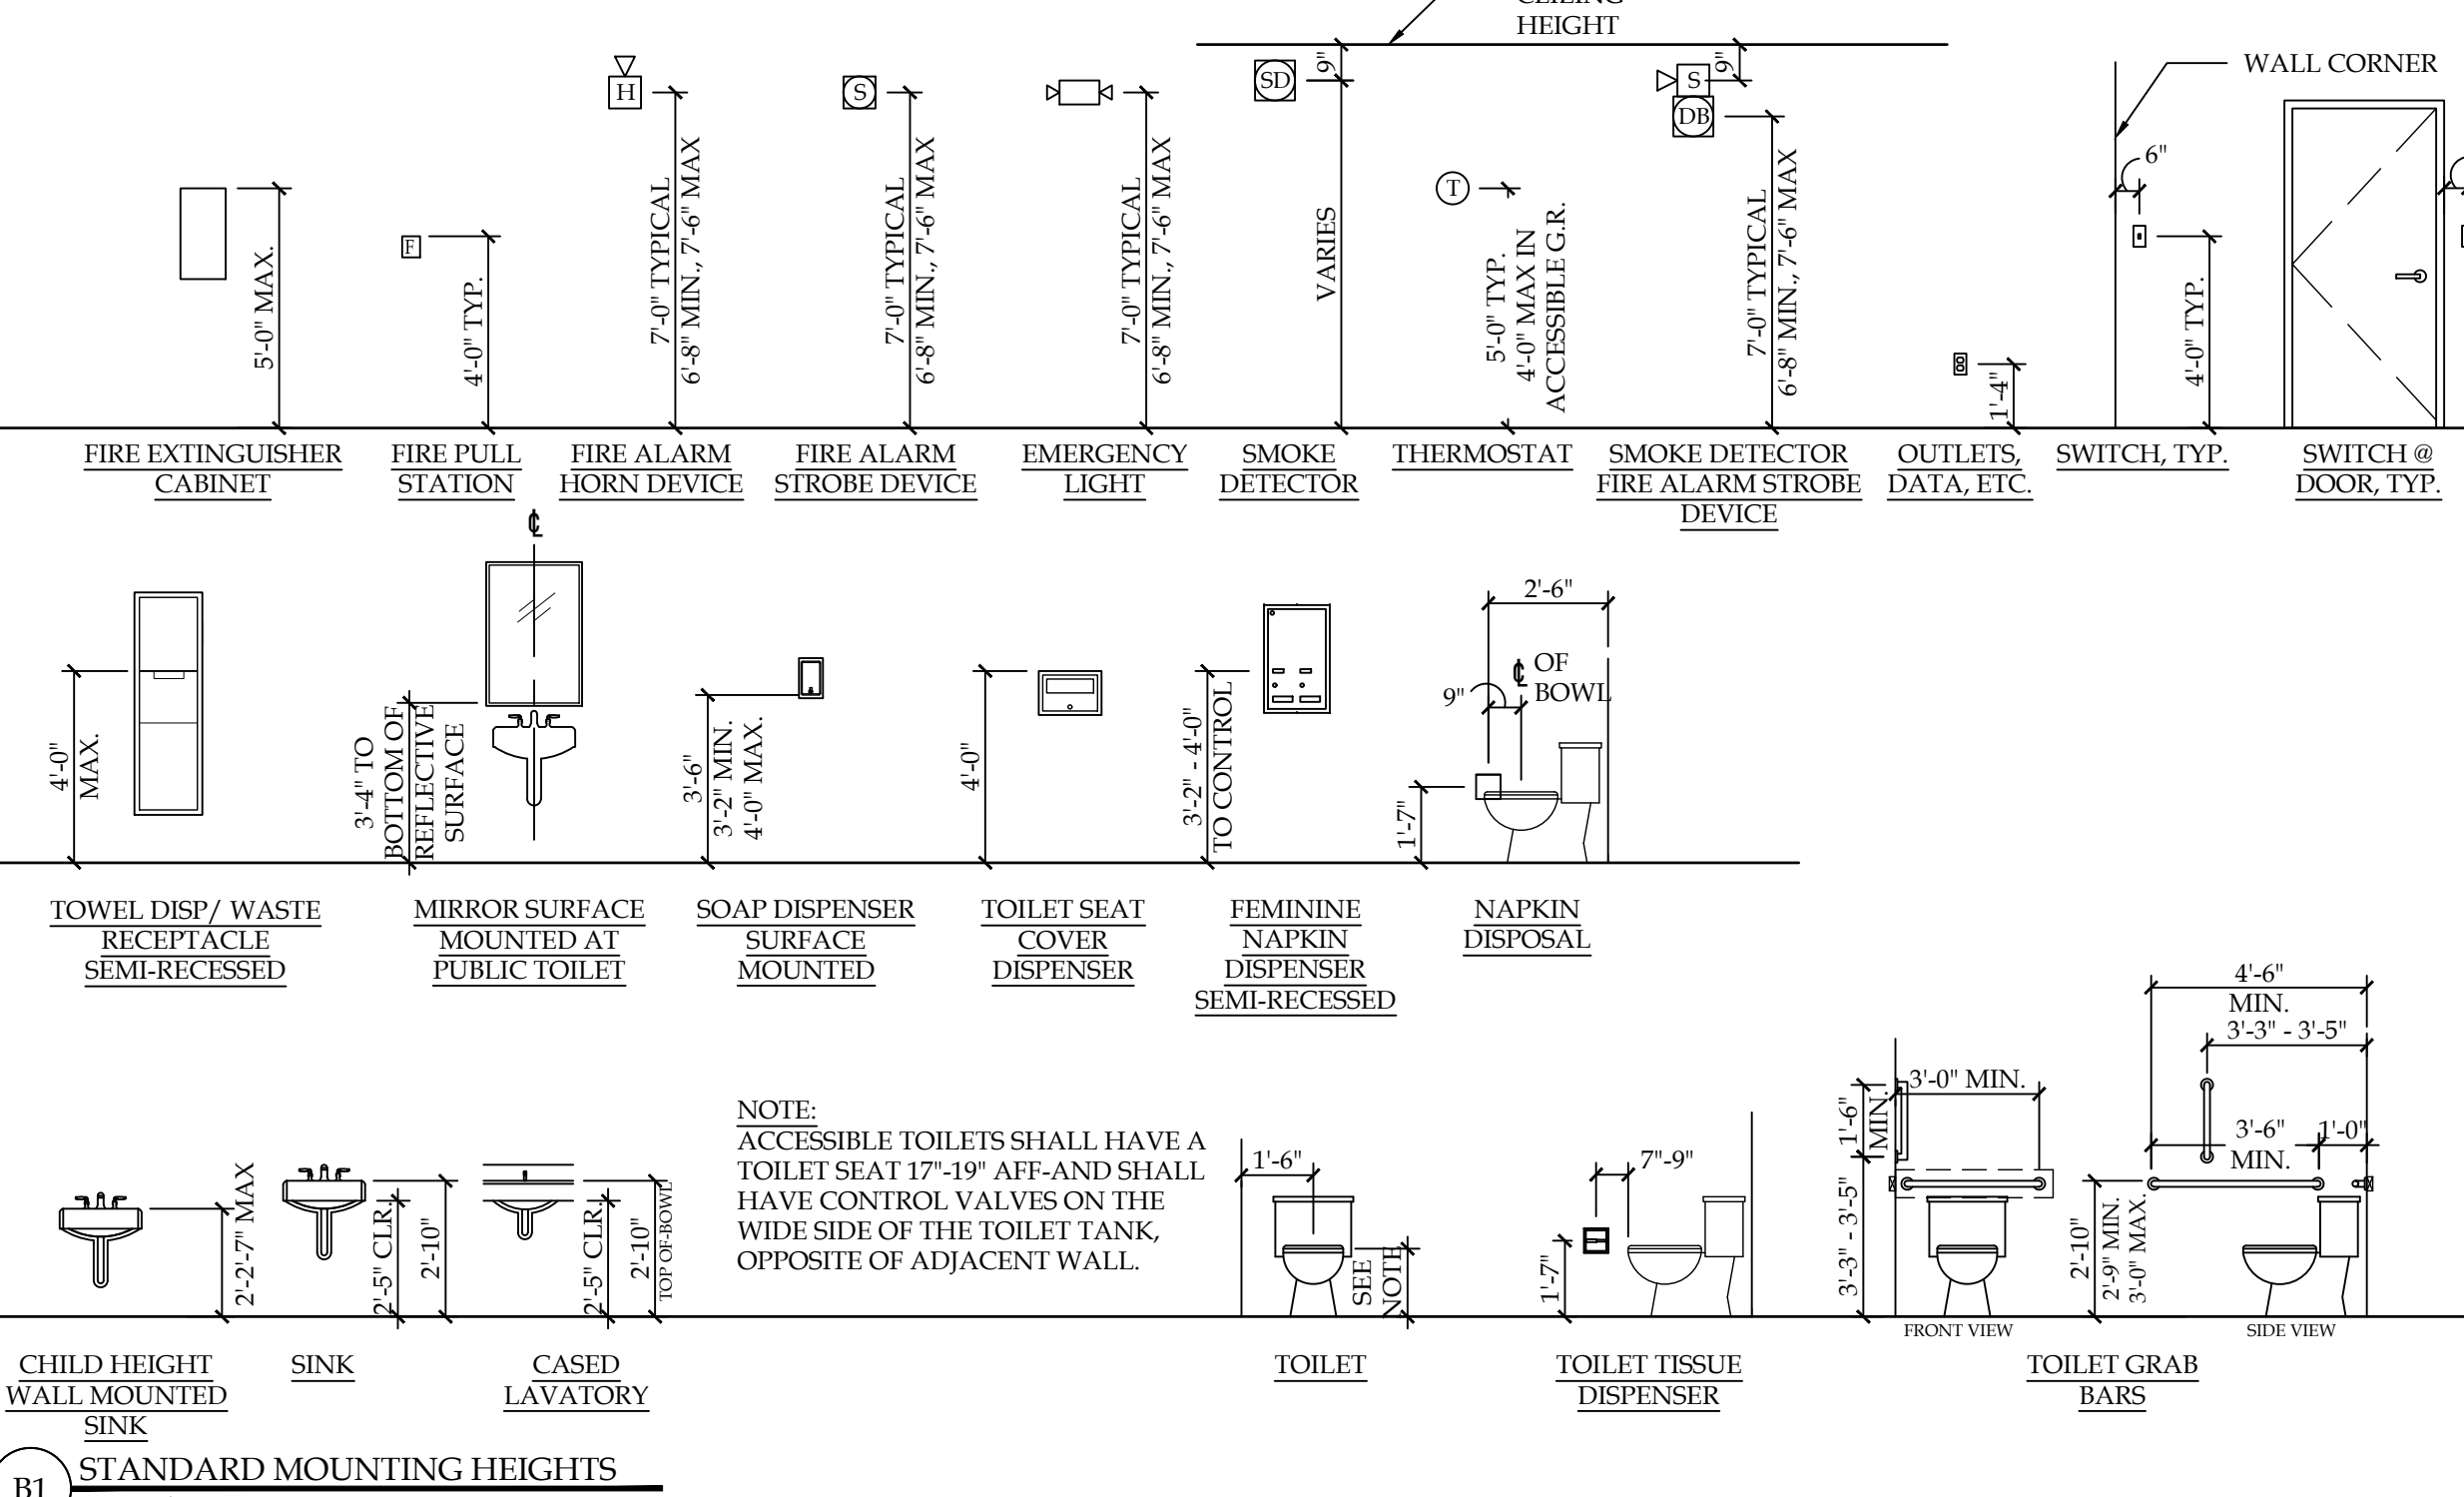 HEIGHT
WALL CORNER
9"
9"
H
S
SD
S
DB
T
F
6"
5'-0" MAX.
4'-0" TYP.
7'-0" TYPICAL
6'-8" MIN., 7'-6" MAX
7'-0" TYPICAL
6'-8" MIN., 7'-6" MAX
7'-0" TYPICAL
6'-8" MIN., 7'-6" MAX
VARIES
5'-0" TYP.
4'-0" MAX IN
ACCESSIBLE G.R.
7'-0" TYPICAL
6'-8" MIN., 7'-6" MAX
1'-4"
4'-0" TYP.
FIRE EXTINGUISHER
CABINET
FIRE PULL
STATION
FIRE ALARM
HORN DEVICE
FIRE ALARM
STROBE DEVICE
EMERGENCY
LIGHT
SMOKE
DETECTOR
THERMOSTAT
SMOKE DETECTOR
FIRE ALARM STROBE
DEVICE
OUTLETS,
DATA, ETC.
SWITCH, TYP.
SWITCH @
DOOR, TYP.
℄
4'-0"
MAX.
3'-4" TO
BOTTOM OF
REFLECTIVE
SURFACE
3'-6"
3'-2" MIN.
4'-0" MAX.
4'-0"
3'-2" - 4'-0"
TO CONTROL
2'-6"
℄ OF
BOWL
9"
1'-7"
TOWEL DISP/ WASTE
RECEPTACLE
SEMI-RECESSED
MIRROR SURFACE
MOUNTED AT
PUBLIC TOILET
SOAP DISPENSER
SURFACE
MOUNTED
TOILET SEAT
COVER
DISPENSER
FEMININE
NAPKIN
DISPENSER
SEMI-RECESSED
NAPKIN
DISPOSAL
2'-2'-7" MAX
2'-5" CLR.
2'-10"
2'-5" CLR.
2'-10"
TOP OF-BOWL
NOTE:
ACCESSIBLE TOILETS SHALL HAVE A
TOILET SEAT 17"-19" AFF-AND SHALL
HAVE CONTROL VALVES ON THE
WIDE SIDE OF THE TOILET TANK,
OPPOSITE OF ADJACENT WALL.
1'-6"
SEE
NOTE
7"-9"
1'-7"
1'-6"
MIN.
3'-3" - 3'-5"
3'-0" MIN.
4'-6"
MIN.
3'-3" - 3'-5"
3'-6"
MIN.
1'-0"
2'-10"
2'-9" MIN.
3'-0" MAX.
FRONT VIEW
SIDE VIEW
CHILD HEIGHT
WALL MOUNTED
SINK
SINK
CASED
LAVATORY
TOILET
TOILET TISSUE
DISPENSER
TOILET GRAB
BARS
B1
STANDARD MOUNTING HEIGHTS